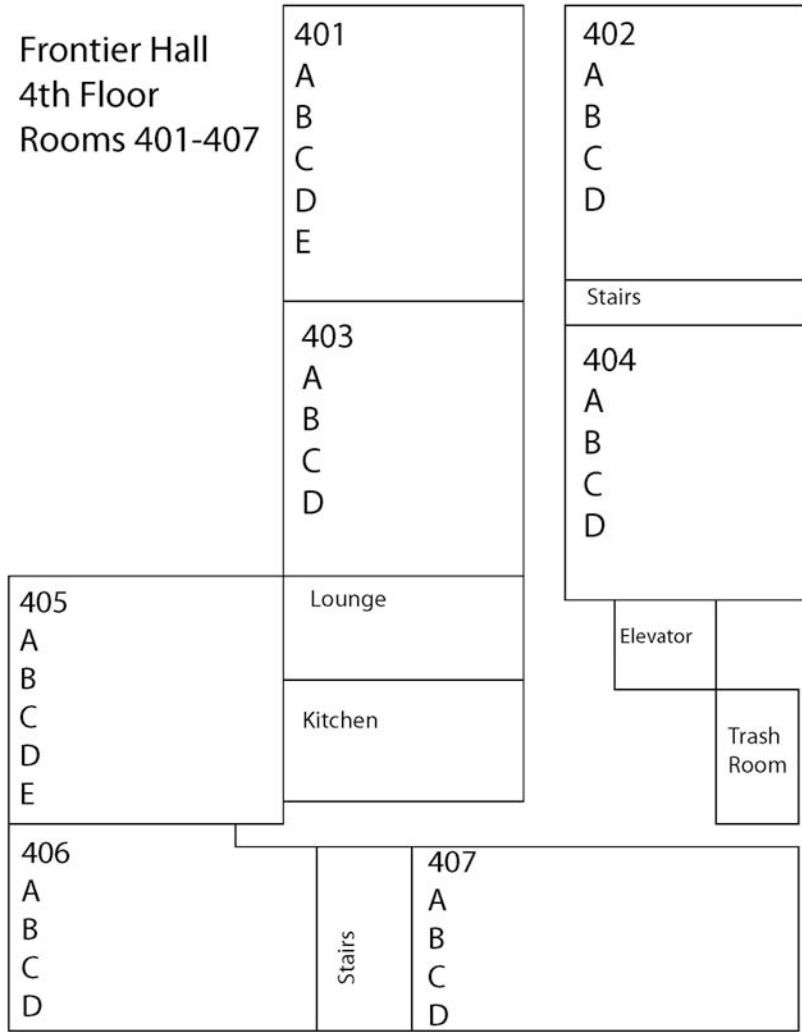 Frontier Hall
4th Floor
Rooms 401-407
401
A
B
C
D
E
402
A
B
C
D
Stairs
403
A
B
C
D
404
A
B
C
D
405
A
B
C
D
E
Lounge
Kitchen
Elevator
Trash
Room
406
A
B
C
D
Stairs
407
A
B
C
D